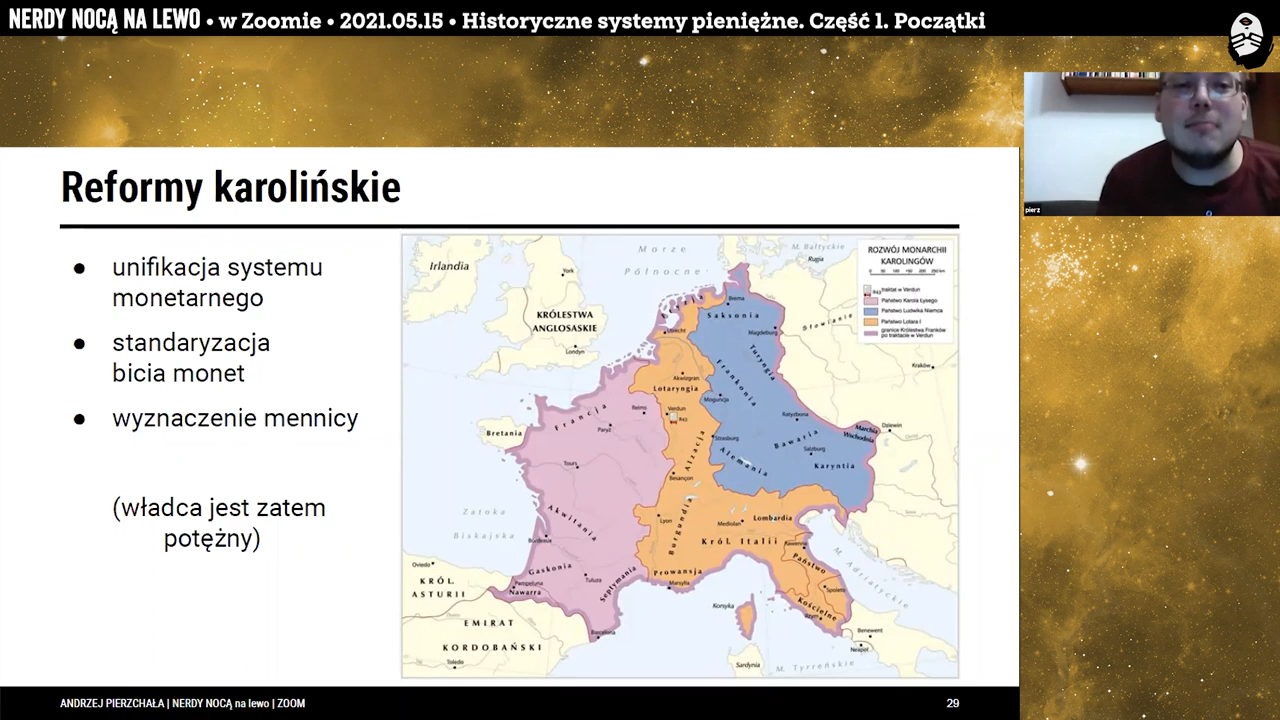 NERDY NOCĄ NA LEWO • w Zoomie • 2021.05.15 • Historyczne systemy pieniężne. Część 1. Początki
pierz
Reformy karolińskie
● unifikacja systemu
monetarnego
● standaryzacja
bicia monet
● wyznaczenie mennicy
(władca jest zatem
potężny)
Morze
Północne
M. Bałtyckie
Rugia
ROZWÓJ MONARCHII
KAROLINGÓW
traktat w Verdun
Państwo Karola Łysego
Państwo Ludwika Niemca
Państwo Lotara I
granice Królestwa Franków
po traktacie w Verdun
Irlandia
York
KRÓLESTWA
ANGLOSASKIE
Londyn
Brema
Saksonia
Magdeburg
Słowianie
Utrecht
Turyngia
Kraków
Akwizgran
Frankonia
Lotaryngia
Moguncja
Francja
Reims
Verdun
843
Ratyzbona
Paryż
Bretania
Marchia
Wschodnia
Dziewin
Strasburg
Bawaria
Alzacja
Alemania
Salzburg
Karyntia
Tours
Besançon
Zatoka
Biskajska
Akwitania
Lyon
Burgundia
Mediolan
Lombardia
Bordeaux
Król. Italii
Rawenna
Państwo
Kościelne
M. Adriatyckie
Oviedo
Gaskonia
Tuluza
Septymania
Prowansja
Marsylia
Spoleto
KRÓL.
ASTURII
Pampeluna
Nawarra
Korsyka
Rzym
EMIRAT
KORDOBAŃSKI
Barcelona
Benewent
Neapol
Toledo
Sardynia
M. Tyrreńskie
ANDRZEJ PIERZCHAŁA | NERDY NOCĄ na lewo | ZOOM
29